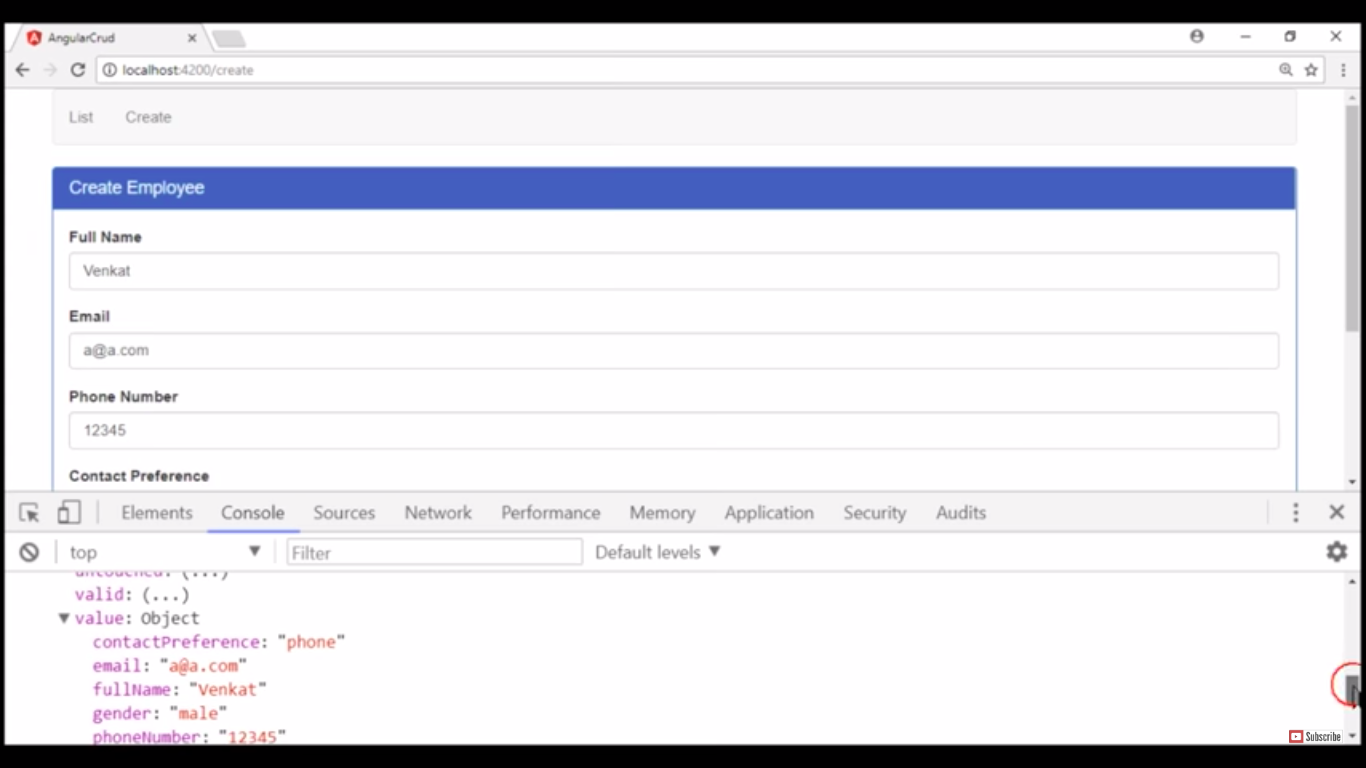 AngularCrud
localhost:4200/create
List Create
Create Employee
Full Name
Venkat
Email
a@a.com
Phone Number
12345
Contact Preference
Elements Console Sources Network Performance Memory Application Security Audits
top Filter Default levels
untouched: (...)
valid: (...)
value: Object
contactPreference: "phone"
email: "a@a.com"
fullName: "Venkat"
gender: "male"
phoneNumber: "12345"
Subscribe